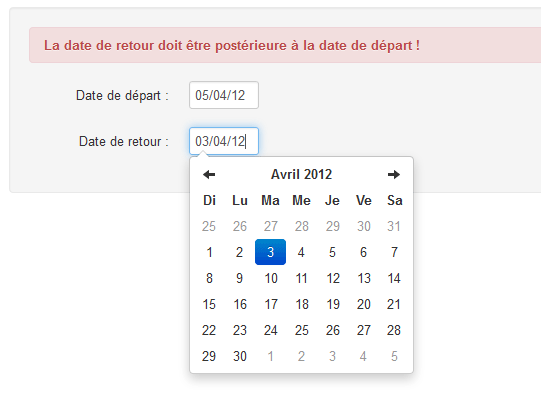 La date de retour doit être postérieure à la date de départ !
Date de départ : 05/04/12
Date de retour : 03/04/12
Avril 2012
Di Lu Ma Me Je Ve Sa
25 26 27 28 29 30 31
1 2 3 4 5 6 7
8 9 10 11 12 13 14
15 16 17 18 19 20 21
22 23 24 25 26 27 28
29 30 1 2 3 4 5